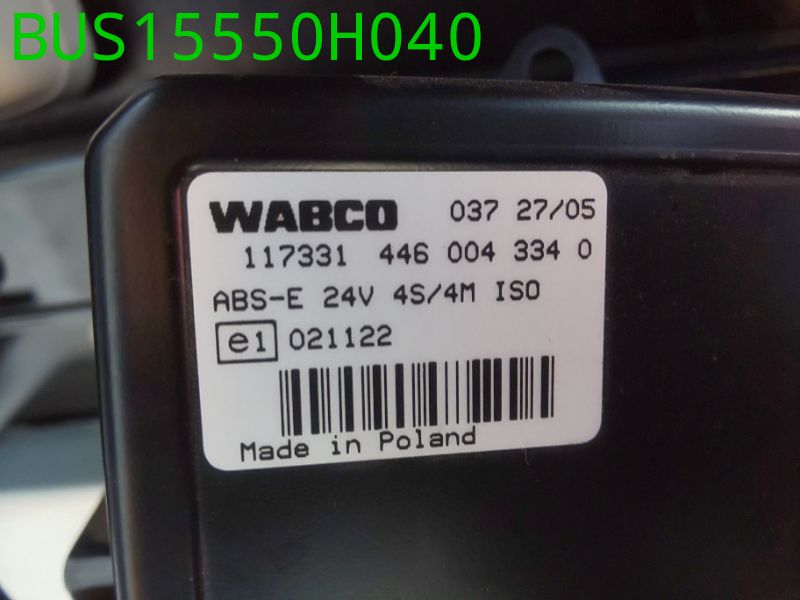 BUS15550H040
WABCO 037 27/05
117331 446 004 334 0
ABS-E 24V 4S/4M ISO
e1 021122
Made in Poland